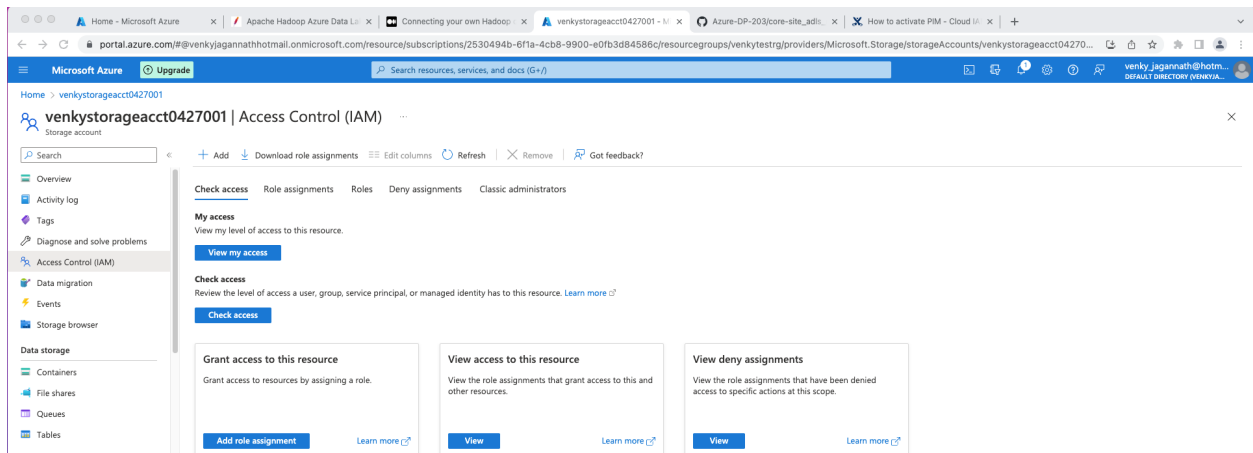 Home - Microsoft Azure
Apache Hadoop Azure Data La
Connecting your own Hadoop
venkystorageacct0427001 - M
Azure-DP-203/core-site_adls_
How to activate PIM - Cloud IA
portal.azure.com/#@venkyjagannathhotmail.onmicrosoft.com/resource/subscriptions/2530494b-6f1a-4cb8-9900-e0fb3d84586c/resourcegroups/venkytestrg/providers/Microsoft.Storage/storageAccounts/venkystorageacct04270...
Microsoft Azure
Upgrade
Search resources, services, and docs (G+/)
1
venky_jagannath@hotm...
DEFAULT DIRECTORY (VENKYJA...
Home > venkystorageacct0427001
venkystorageacct0427001 | Access Control (IAM) ...
Storage account
Search
«
+ Add Download role assignments Edit columns Refresh Remove Got feedback?
Overview
Activity log
Tags
Diagnose and solve problems
Access Control (IAM)
Data migration
Events
Storage browser
Data storage
Containers
File shares
Queues
Tables
Check access Role assignments Roles Deny assignments Classic administrators
My access
View my level of access to this resource.
View my access
Check access
Review the level of access a user, group, service principal, or managed identity has to this resource. Learn more
Check access
Grant access to this resource
Grant access to resources by assigning a role.
Add role assignment
Learn more
View access to this resource
View the role assignments that grant access to this and
other resources.
View
Learn more
View deny assignments
View the role assignments that have been denied
access to specific actions at this scope.
View
Learn more